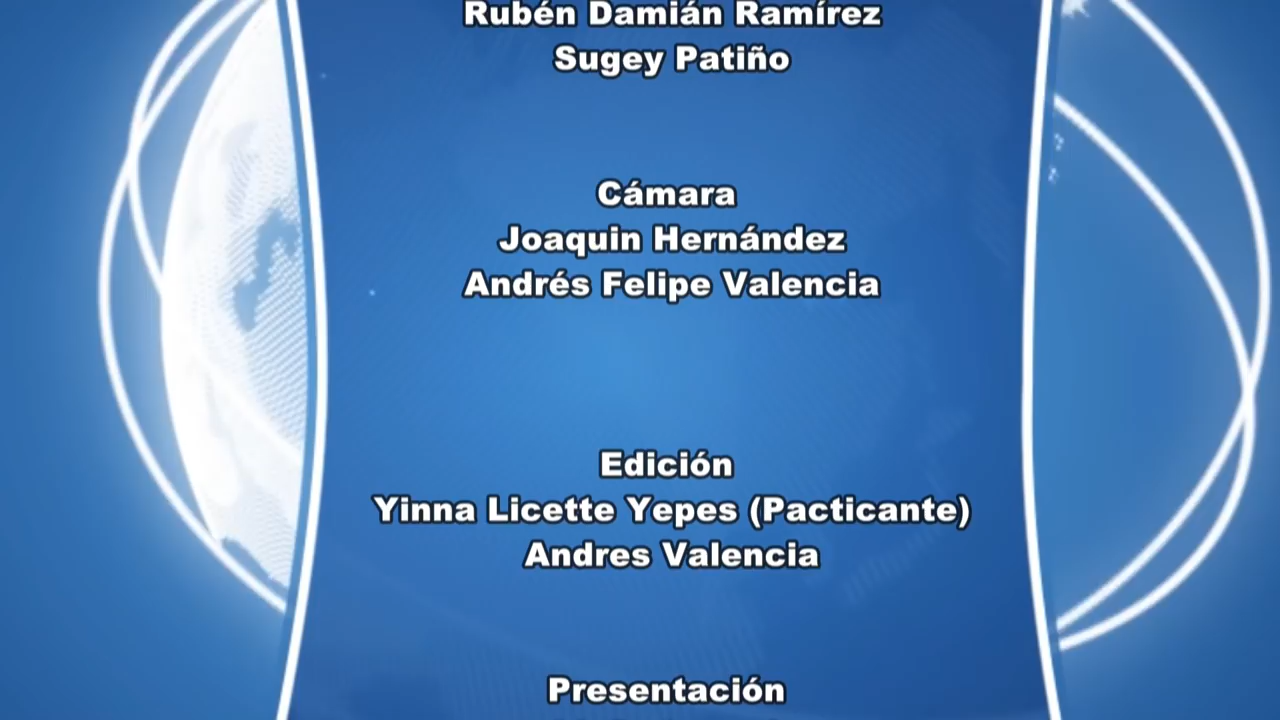 Rubén Damián Ramírez
Sugey Patiño
Cámara
Joaquin Hernández
Andrés Felipe Valencia
Edición
Yinna Licette Yepes (Pacticante)
Andres Valencia
Presentación